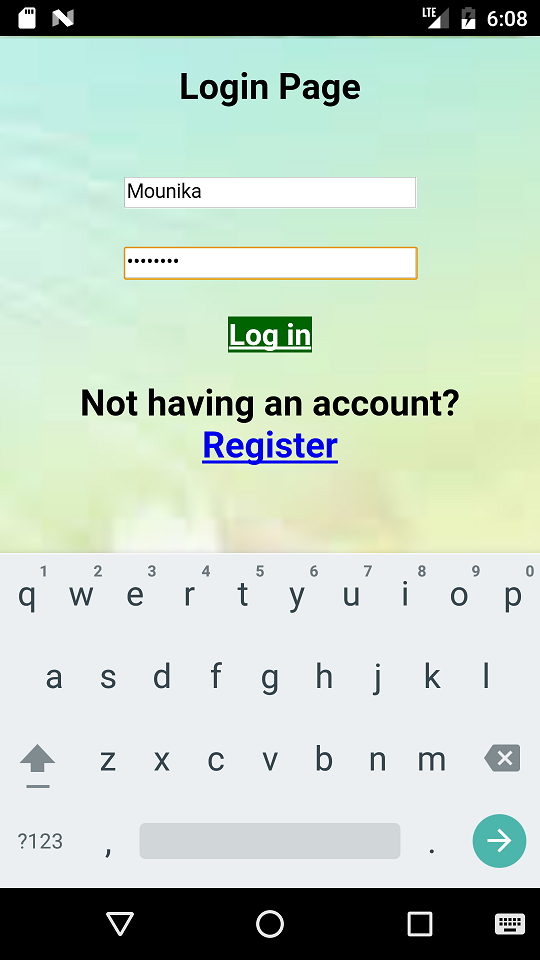 LTE 6:08
Login Page
Mounika
••••••••
Log in
Not having an account?
Register
1 2 3 4 5 6 7 8 9 0
q w e r t y u i o p
a s d f g h j k l
z x c v b n m
?123 , .